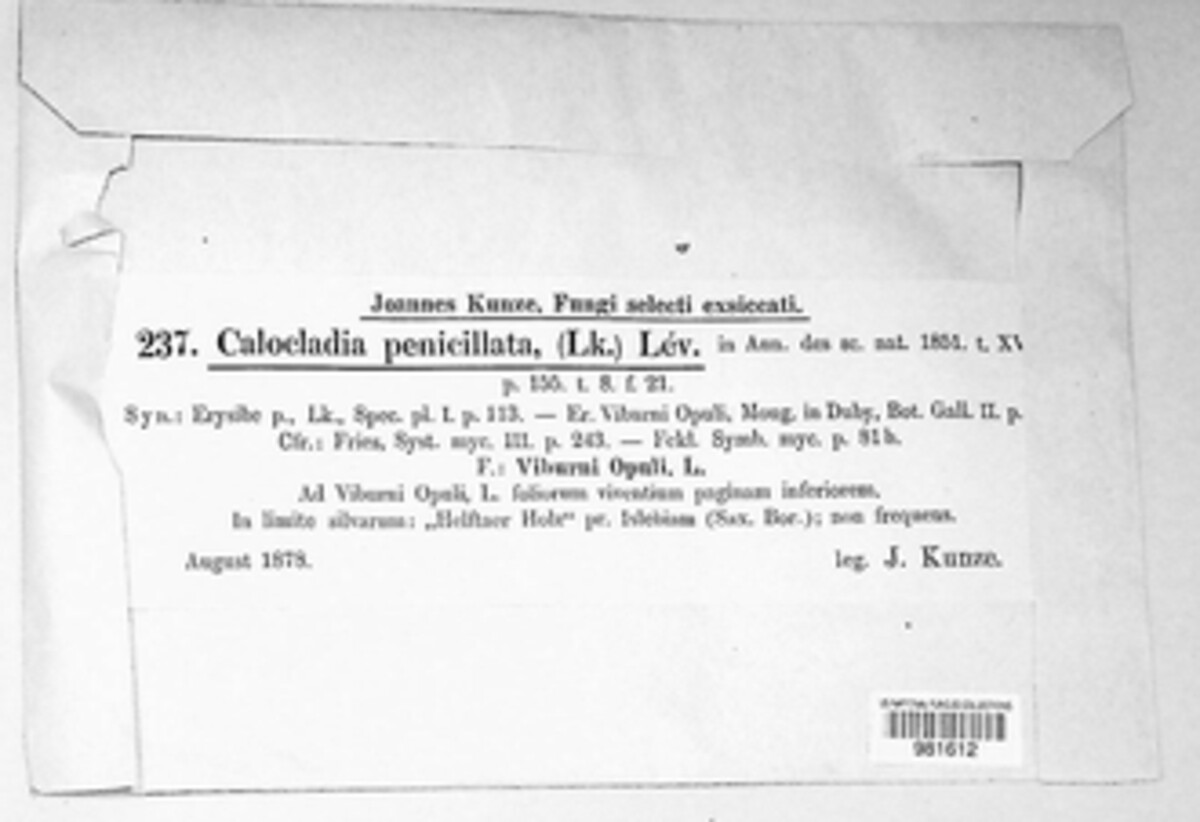 Joannes Kunze, Fungi selecti exsiccati.
237. Calocladia penicillata, (Lk.) Lév. in Ann. des sc. nat. 1851. t. XV
p. 155. t. 8. f. 21.
Syn.: Erysibe p., Lk., Spec. pl. I. p. 113. — Er. Viburni Opuli, Moug. in Duby, Bot. Gall. II. p.
Cfr.: Fries, Syst. myc. III. p. 243. — Fckl. Symb. myc. p. 81 b.
F.: Viburni Opuli, L.
Ad Viburni Opuli, L. foliorum viventium paginam inferiorem.
In limite silvarum: „Helftaer Holz“ pr. Islebiam (Sax. Bor.); non frequens.
August 1878.
leg. J. Kunze.
981612